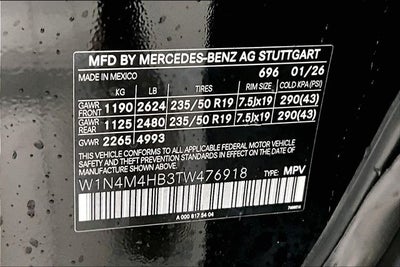 MFD BY MERCEDES-BENZ AG STUTTGART
MADE IN MEXICO 696 01/26
KG LB TIRES RIM SIZE COLD KPA(PSI)
GAWR FRONT 1190 2624 235/50 R19 7.5Jx19 290(43)
GAWR REAR 1125 2480 235/50 R19 7.5Jx19 290(43)
GVWR 2265 4993
THIS VEHICLE CONFORMS TO ALL APPLICABLE FEDERAL MOTOR VEHICLE
SAFETY, BUMPER, AND THEFT PREVENTION STANDARDS IN EFFECT
ON THE DATE OF MANUFACTURE SHOWN ABOVE.
W1N4M4HB3TW476918 TYPE: MPV
A 000 817 54 04